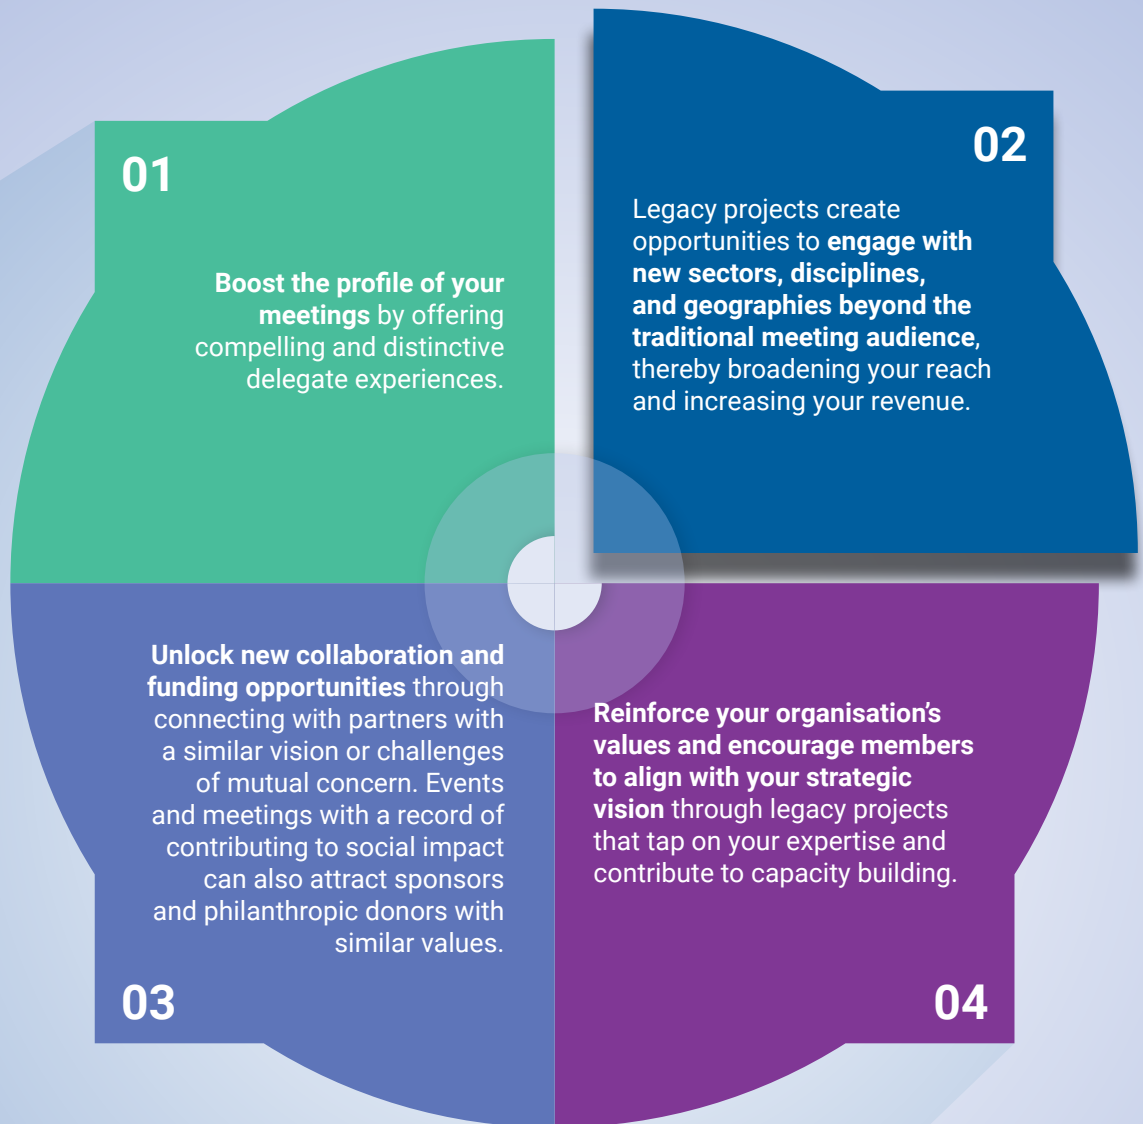 01
Boost the profile of your
meetings by offering
compelling and distinctive
delegate experiences.
02
Legacy projects create
opportunities to engage with
new sectors, disciplines,
and geographies beyond the
traditional meeting audience,
thereby broadening your reach
and increasing your revenue.
Unlock new collaboration and
funding opportunities through
connecting with partners with
a similar vision or challenges
of mutual concern. Events
and meetings with a record of
contributing to social impact
can also attract sponsors
and philanthropic donors with
similar values.
03
Reinforce your organisation's
values and encourage members
to align with your strategic
vision through legacy projects
that tap on your expertise and
contribute to capacity building.
04